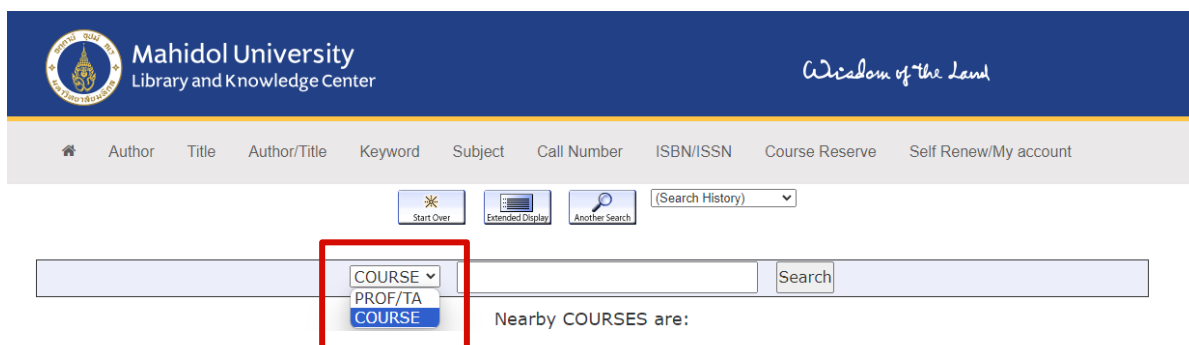 Mahidol University
Library and Knowledge Center
Wisdom of the Land
Author Title Author/Title Keyword Subject Call Number ISBN/ISSN Course Reserve Self Renew/My account
Start Over Extended Display Another Search (Search History)
COURSE Search
PROF/TA
COURSE
Nearby COURSES are: